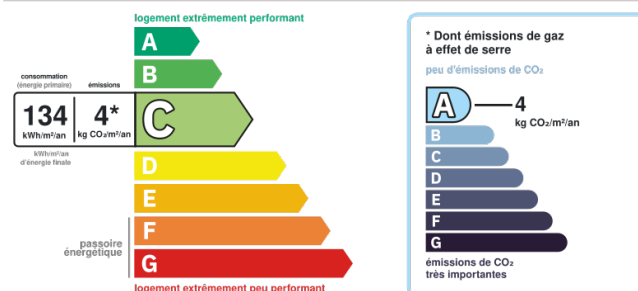 logement extrêmement performant
A
B
consommation
(énergie primaire)
émissions
134
kWh/m²/an
4*
kg CO₂/m²/an
C
kWh/m²/an
d'énergie finale
D
E
passoire
énergétique
F
G
logement extrêmement peu performant
* Dont émissions de gaz
à effet de serre
peu d'émissions de CO₂
A
4
kg CO₂/m²/an
B
C
D
E
F
G
émissions de CO₂
très importantes